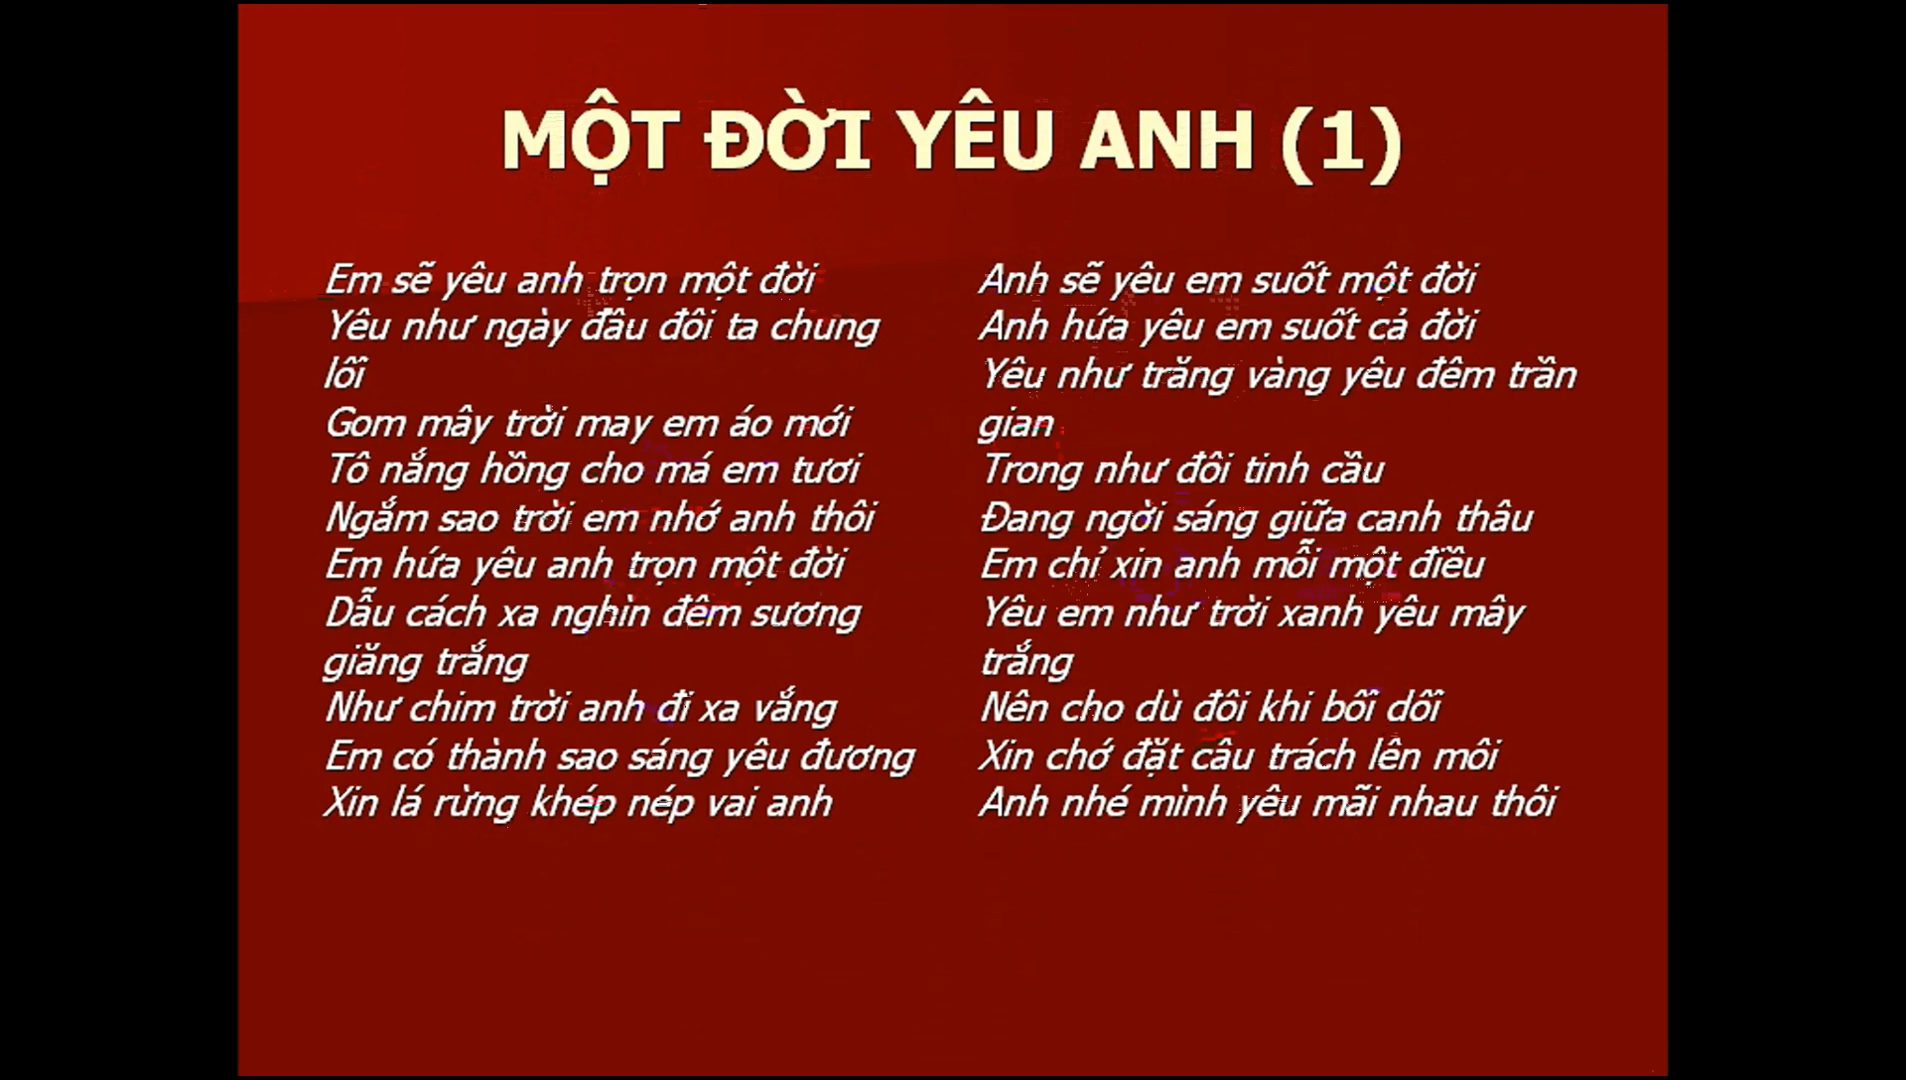 MỘT ĐỜI YÊU ANH (1)
Em sẽ yêu anh trọn một đời
Yêu như ngày đầu đôi ta chung
lối
Gom mây trời may em áo mới
Tô nắng hồng cho má em tươi
Ngắm sao trời em nhớ anh thôi
Em hứa yêu anh trọn một đời
Dẫu cách xa nghìn đêm sương
giăng trắng
Như chim trời anh đi xa vắng
Em có thành sao sáng yêu đương
Xin lá rừng khép nép vai anh
Anh sẽ yêu em suốt một đời
Anh hứa yêu em suốt cả đời
Yêu như trăng vàng yêu đêm trần
gian
Trong như đôi tinh cầu
Đang ngời sáng giữa canh thâu
Em chỉ xin anh mỗi một điều
Yêu em như trời xanh yêu mây
trắng
Nên cho dù đôi khi bối dối
Xin chớ đặt câu trách lên môi
Anh nhé mình yêu mãi nhau thôi